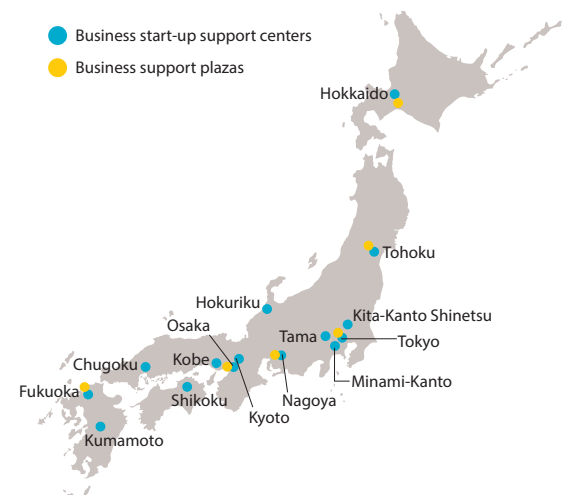 Business start-up support centers
Business support plazas
Hokkaido
Tohoku
Hokuriku
Kita-Kanto Shinetsu
Osaka
Tama
Tokyo
Kobe
Chugoku
Minami-Kanto
Fukuoka
Shikoku
Nagoya
Kyoto
Kumamoto